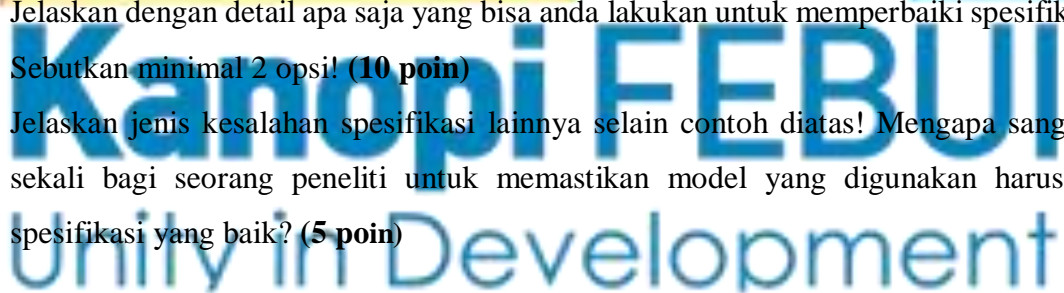 Jelaskan dengan detail apa saja yang bisa anda lakukan untuk memperbaiki spesifik
Sebutkan minimal 2 opsi! (10 poin)
Kanopi FEBUI
Jelaskan jenis kesalahan spesifikasi lainnya selain contoh diatas! Mengapa sang
sekali bagi seorang peneliti untuk memastikan model yang digunakan harus
spesifikasi yang baik? (5 poin)
Unity in Development